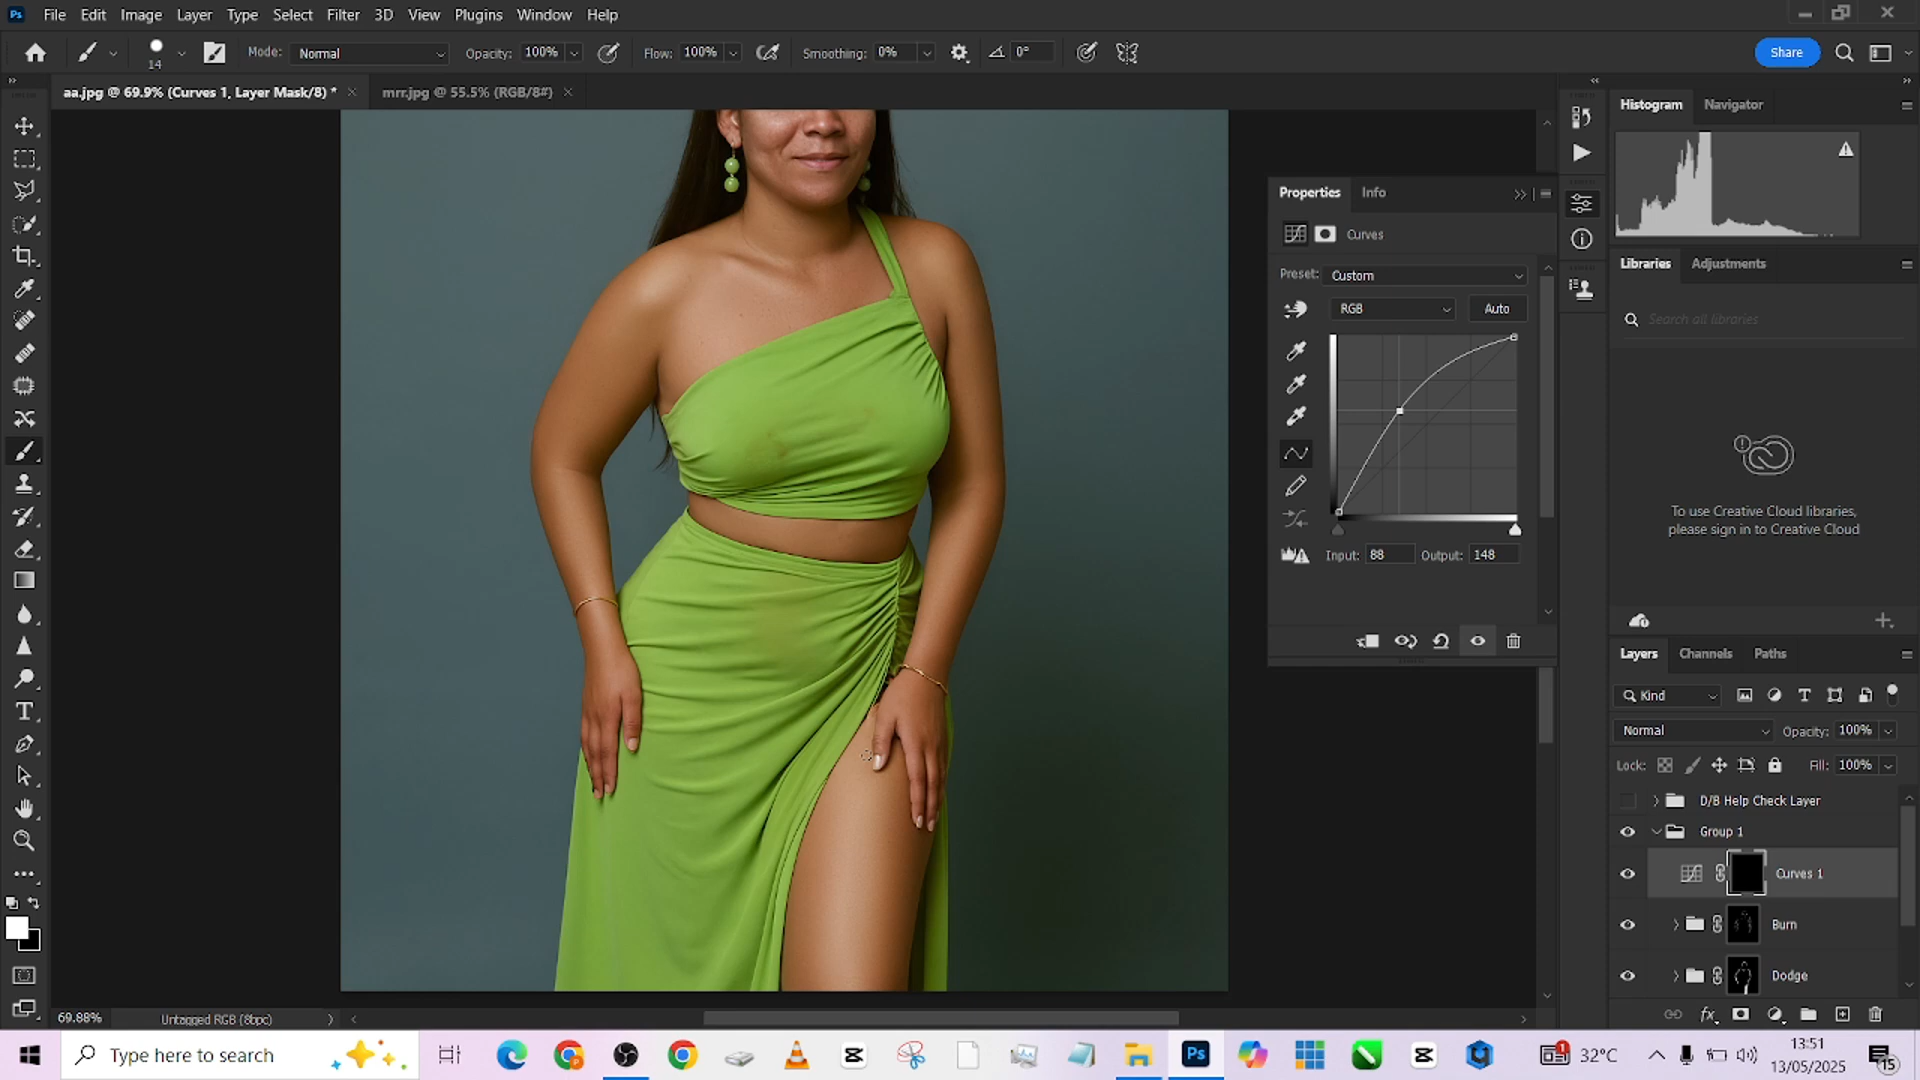 Ps File Edit Image Layer Type Select Filter 3D View Plugins Window Help
14 Mode: Normal Opacity: 100% Flow: 100% Smoothing: 0% 0° Share
aa.jpg @ 69.9% (Curves 1, Layer Mask/8) * mrr.jpg @ 55.5% (RGB/8#)
Histogram Navigator
Properties Info
Curves
Preset: Custom
RGB Auto
Input: 88 Output: 148
Libraries Adjustments
Search all libraries
To use Creative Cloud libraries,
please sign in to Creative Cloud
Layers Channels Paths
Kind
Normal Opacity: 100%
Lock: Fill: 100%
D/B Help Check Layer
Group 1
Curves 1
Burn
Dodge
69.88% Untagged RGB (8bpc)
Type here to search
Ps
1
32°C
13:51
13/05/2025
15